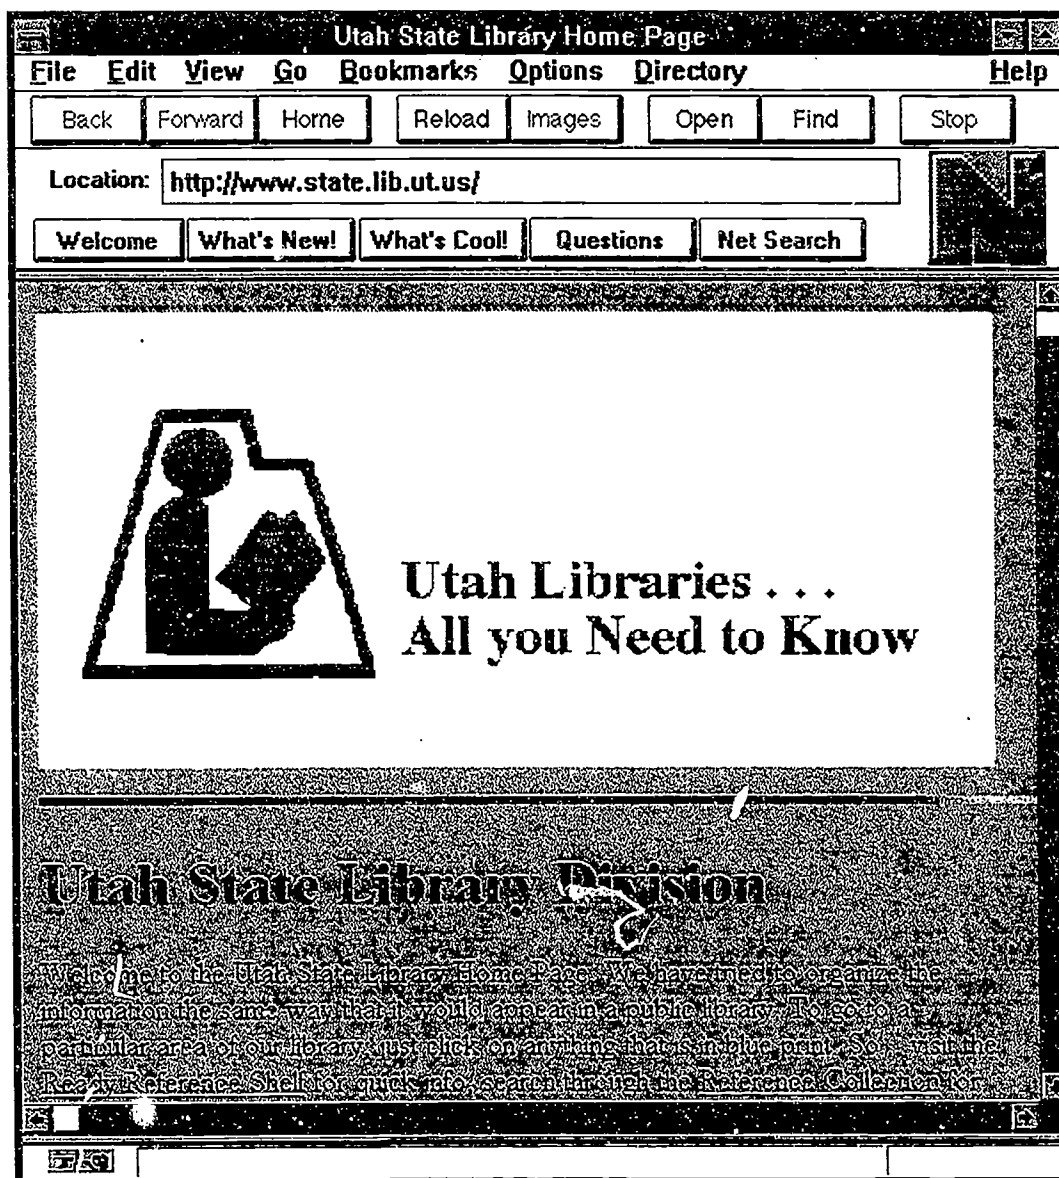 Utah State Library Home Page
File Edit View Go Bookmarks Options Directory Help
Back Forward Home Reload Images Open Find Stop
Location: http://www.state.lib.ut.us/
N
Welcome What's New! What's Cool! Questions Net Search
Utah Libraries . . .
All you Need to Know
Utah State Library Division
Welcome to the Utah State Library Home Page. We have tried to organize the
information the same way that it would appear in a public library. To go to a
particular area of our library, just click on anything that is in blue print. So visit the
Ready Reference Shelf for quick info, search through the Reference Collection for